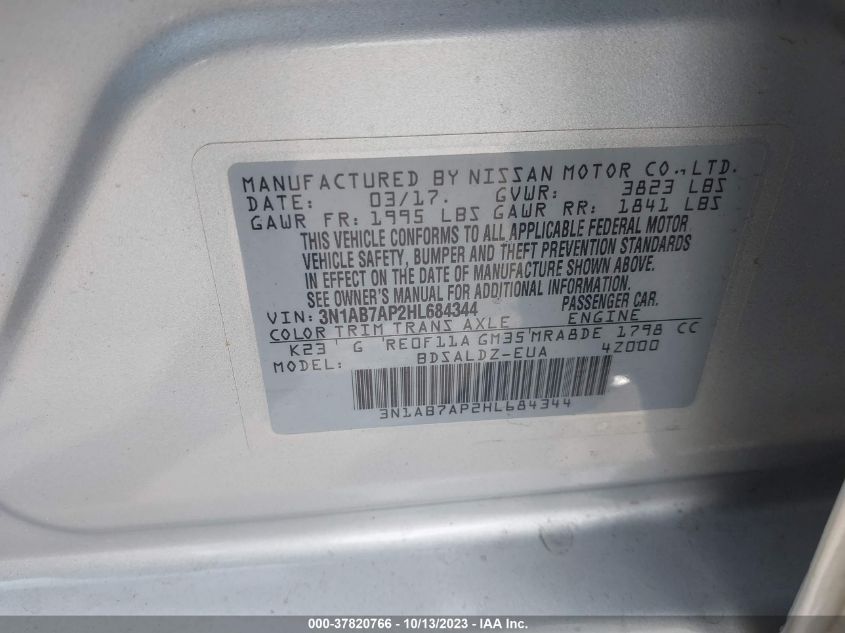 MANUFACTURED BY NISSAN MOTOR CO., LTD.
DATE: 03/17. GVWR: 3823 LBS
GAWR FR: 1995 LBS GAWR RR: 1841 LBS
THIS VEHICLE CONFORMS TO ALL APPLICABLE FEDERAL MOTOR
VEHICLE SAFETY, BUMPER AND THEFT PREVENTION STANDARDS
IN EFFECT ON THE DATE OF MANUFACTURE SHOWN ABOVE.
SEE OWNER'S MANUAL FOR ADDITIONAL INFORMATION.
VIN: 3N1AB7AP2HL684344 PASSENGER CAR.
COLOR TRIM TRANS AXLE ENGINE
K23 G 'RE0F11A GM35'MRA8DE 1798 CC
MODEL: BDSALDZ-EUA 4Z000
3N1AB7AP2HL684344
000-37820766 - 10/13/2023 - IAA Inc.